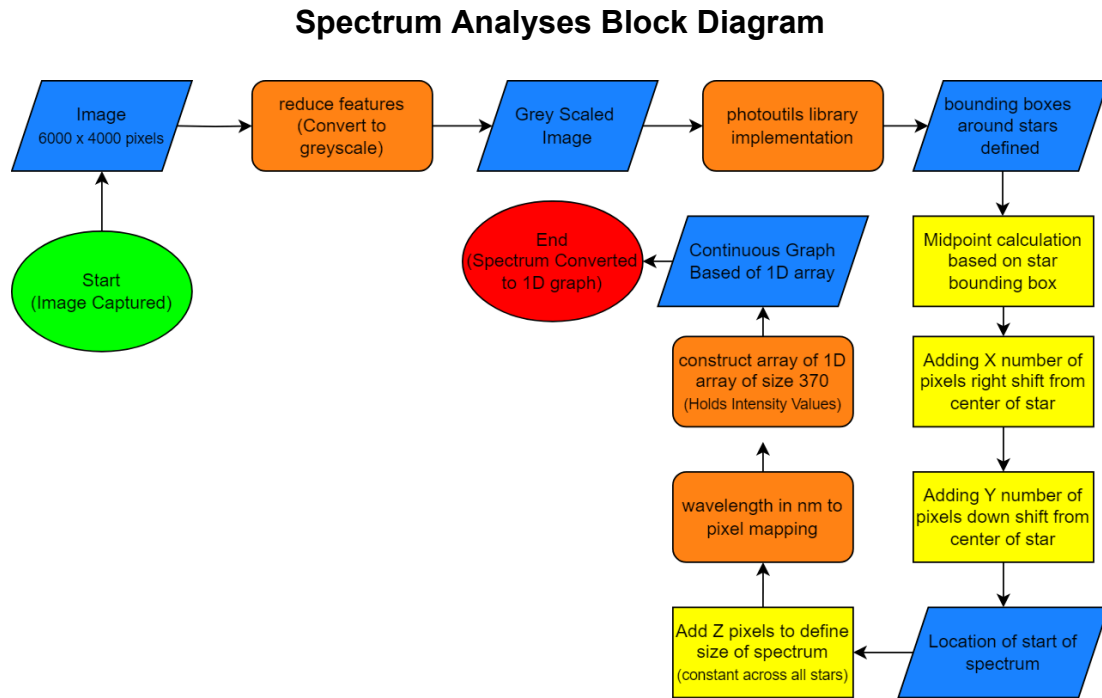 Spectrum Analyses Block Diagram
Image
6000 x 4000 pixels
reduce features
(Convert to
greyscale)
Grey Scaled
Image
photoutils library
implementation
bounding boxes
around stars
defined
Start
(Image Captured)
End
(Spectrum Converted
to 1D graph)
Continuous Graph
Based of 1D array
Midpoint calculation
based on star
bounding box
construct array of 1D
array of size 370
(Holds Intensity Values)
Adding X number of
pixels right shift from
center of star
wavelength in nm to
pixel mapping
Adding Y number of
pixels down shift from
center of star
Add Z pixels to define
size of spectrum
(constant across all stars)
Location of start of
spectrum